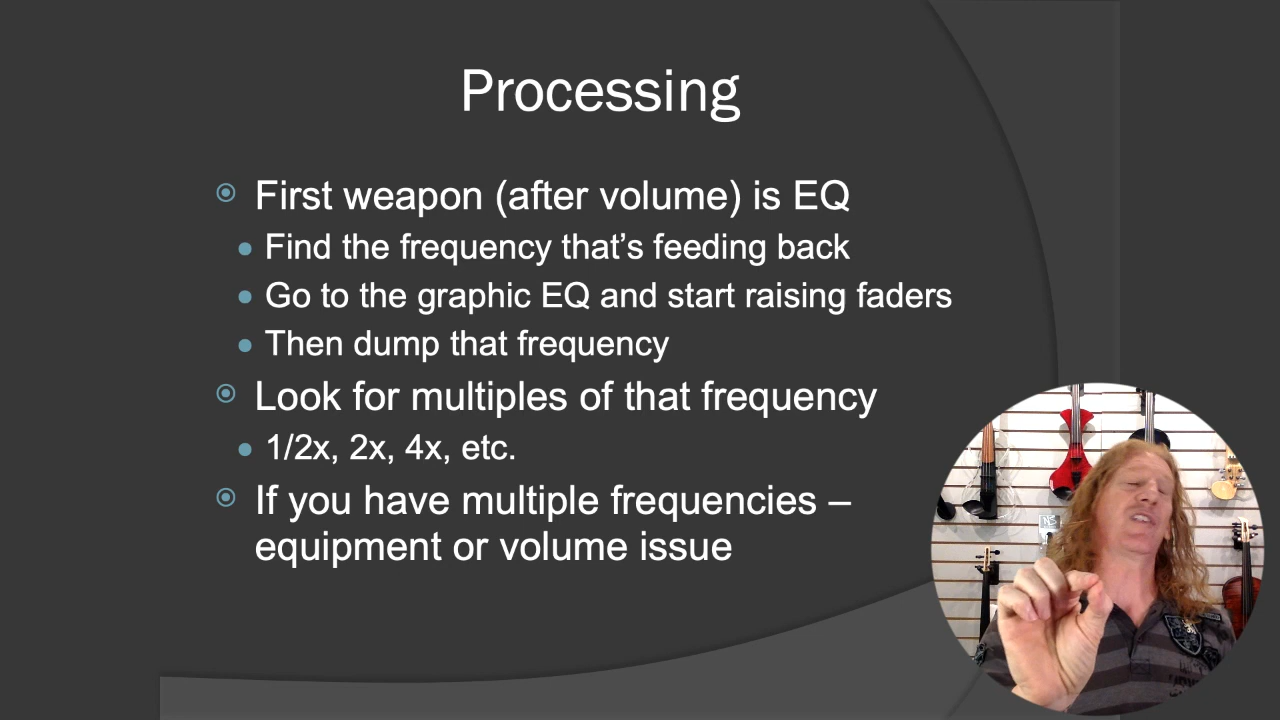 Processing
First weapon (after volume) is EQ
Find the frequency that’s feeding back
Go to the graphic EQ and start raising faders
Then dump that frequency
Look for multiples of that frequency
1/2x, 2x, 4x, etc.
If you have multiple frequencies –
equipment or volume issue